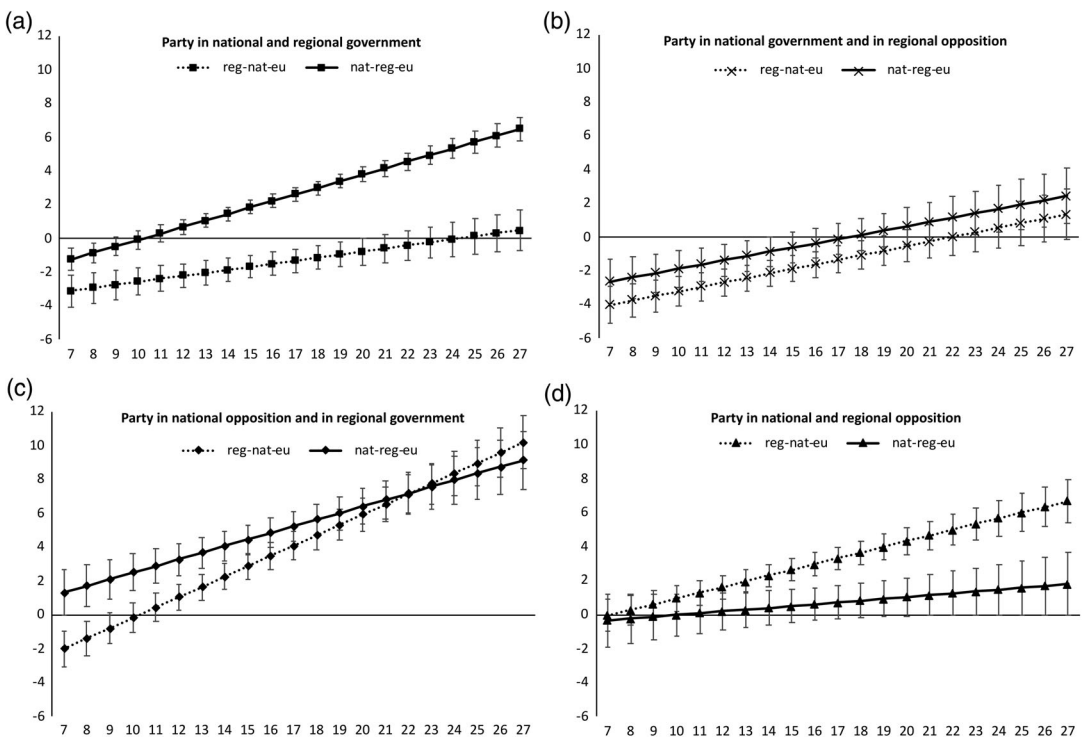 (a)
Party in national and regional government
reg-nat-eu nat-reg-eu
12
10
8
6
4
2
0
-2
-4
-6
7 8 9 10 11 12 13 14 15 16 17 18 19 20 21 22 23 24 25 26 27
(b)
Party in national government and in regional opposition
reg-nat-eu nat-reg-eu
12
10
8
6
4
2
0
-2
-4
-6
7 8 9 10 11 12 13 14 15 16 17 18 19 20 21 22 23 24 25 26 27
(c)
Party in national opposition and in regional government
reg-nat-eu nat-reg-eu
12
10
8
6
4
2
0
-2
-4
-6
7 8 9 10 11 12 13 14 15 16 17 18 19 20 21 22 23 24 25 26 27
(d)
Party in national and regional opposition
reg-nat-eu nat-reg-eu
12
10
8
6
4
2
0
-2
-4
-6
7 8 9 10 11 12 13 14 15 16 17 18 19 20 21 22 23 24 25 26 27